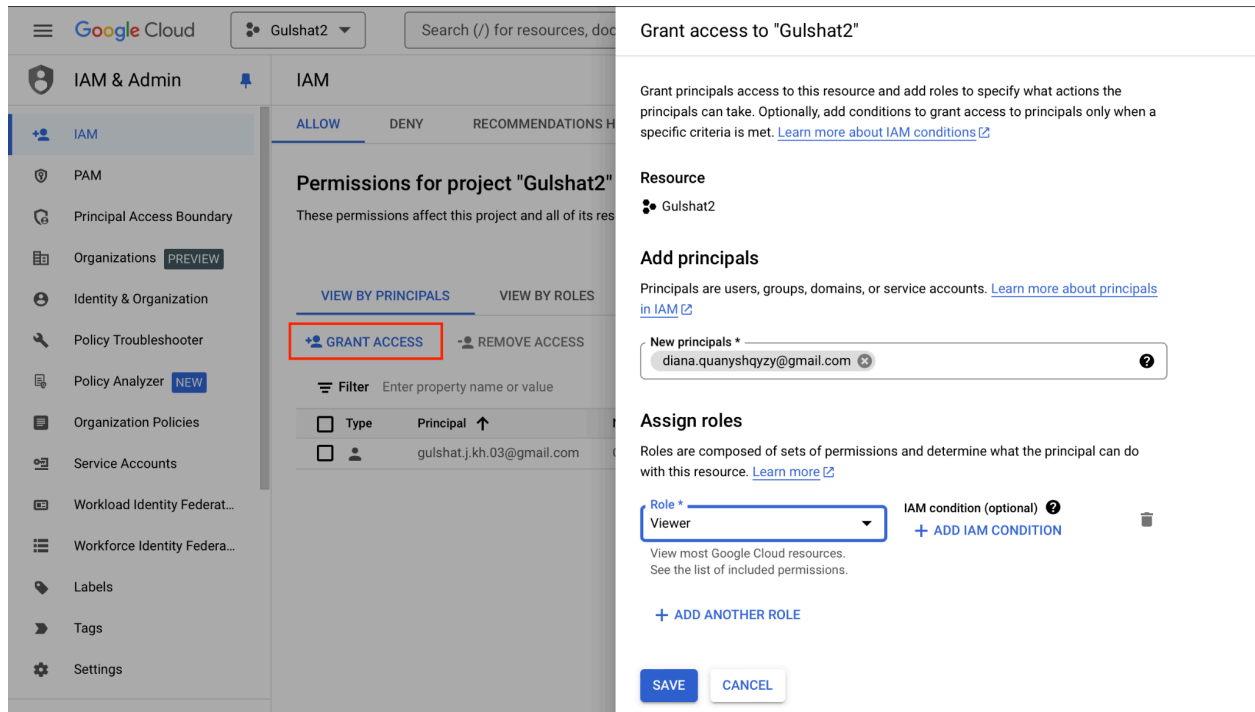 Google Cloud
Gulshat2
Search (/) for resources, doc
IAM & Admin
IAM
PAM
Principal Access Boundary
Organizations PREVIEW
Identity & Organization
Policy Troubleshooter
Policy Analyzer NEW
Organization Policies
Service Accounts
Workload Identity Federat...
Workforce Identity Federa...
Labels
Tags
Settings
IAM
ALLOW DENY RECOMMENDATIONS H
Permissions for project "Gulshat2"
These permissions affect this project and all of its res
VIEW BY PRINCIPALS VIEW BY ROLES
GRANT ACCESS REMOVE ACCESS
Filter Enter property name or value
Type Principal
gulshat.j.kh.03@gmail.com
Grant access to "Gulshat2"
Grant principals access to this resource and add roles to specify what actions the
principals can take. Optionally, add conditions to grant access to principals only when a
specific criteria is met. Learn more about IAM conditions
Resource
Gulshat2
Add principals
Principals are users, groups, domains, or service accounts. Learn more about principals
in IAM
New principals *
diana.quanyshqyzy@gmail.com
Assign roles
Roles are composed of sets of permissions and determine what the principal can do
with this resource. Learn more
Role *
Viewer
IAM condition (optional)
+ ADD IAM CONDITION
View most Google Cloud resources.
See the list of included permissions.
+ ADD ANOTHER ROLE
SAVE CANCEL